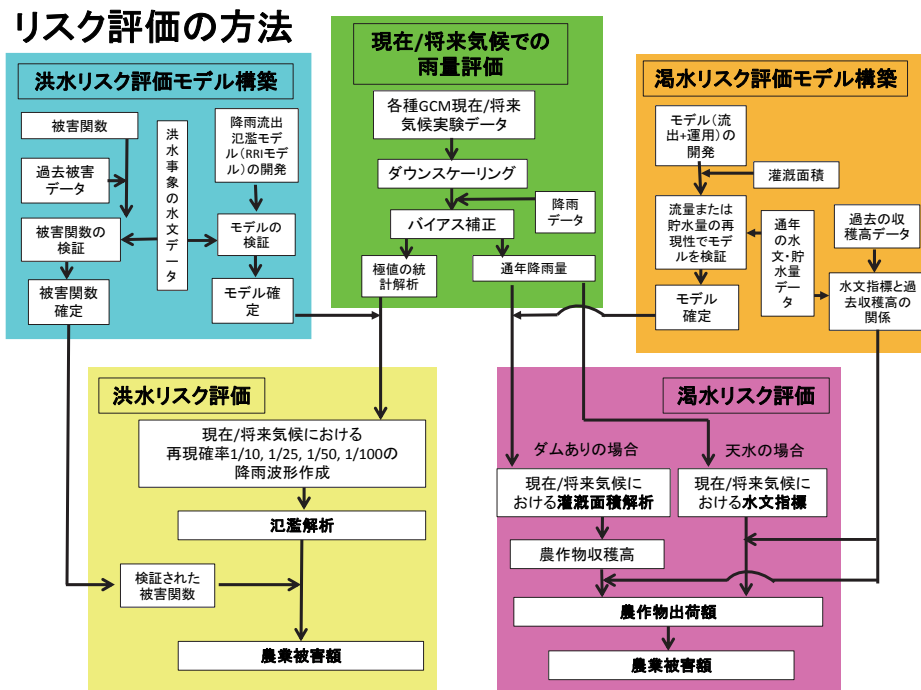 リスク評価の方法
洪水リスク評価モデル構築
被害関数
過去被害
データ
被害関数の
検証
被害関数
確定
洪水事象の水文データ
降雨流出
氾濫モデル
ル(RRIモデ
ル)の開発
モデルの
検証
モデル確
定
現在/将来気候での
雨量評価
各種GCM現在/将来
気候実験データ
ダウンスケーリング
降雨
データ
バイアス補正
極値の統
計解析
通年降雨量
渇水リスク評価モデル構築
モデル(流
出+運用)の
開発
灌漑面積
流量または
貯水量の再
現性でモデ
ルを検証
モデル
確定
通年の水文・貯水量データ
過去の収
穫高データ
水文指標と過
去収穫高の
関係
洪水リスク評価
現在/将来気候における
再現確率1/10, 1/25, 1/50, 1/100の
降雨波形作成
氾濫解析
検証された
被害関数
農業被害額
渇水リスク評価
ダムありの場合
天水の場合
現在/将来気候に
おける灌漑面積解析
現在/将来気候に
おける水文指標
農作物収穫高
農作物出荷額
農業被害額